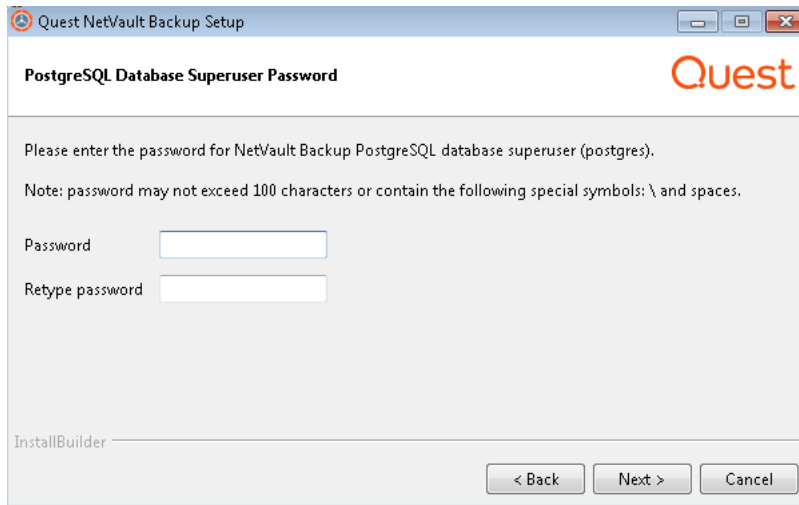 Quest NetVault Backup Setup
PostgreSQL Database Superuser Password
Quest
Please enter the password for NetVault Backup PostgreSQL database superuser (postgres).
Note: password may not exceed 100 characters or contain the following special symbols: \ and spaces.
Password
Retype password
InstallBuilder
< Back Next > Cancel